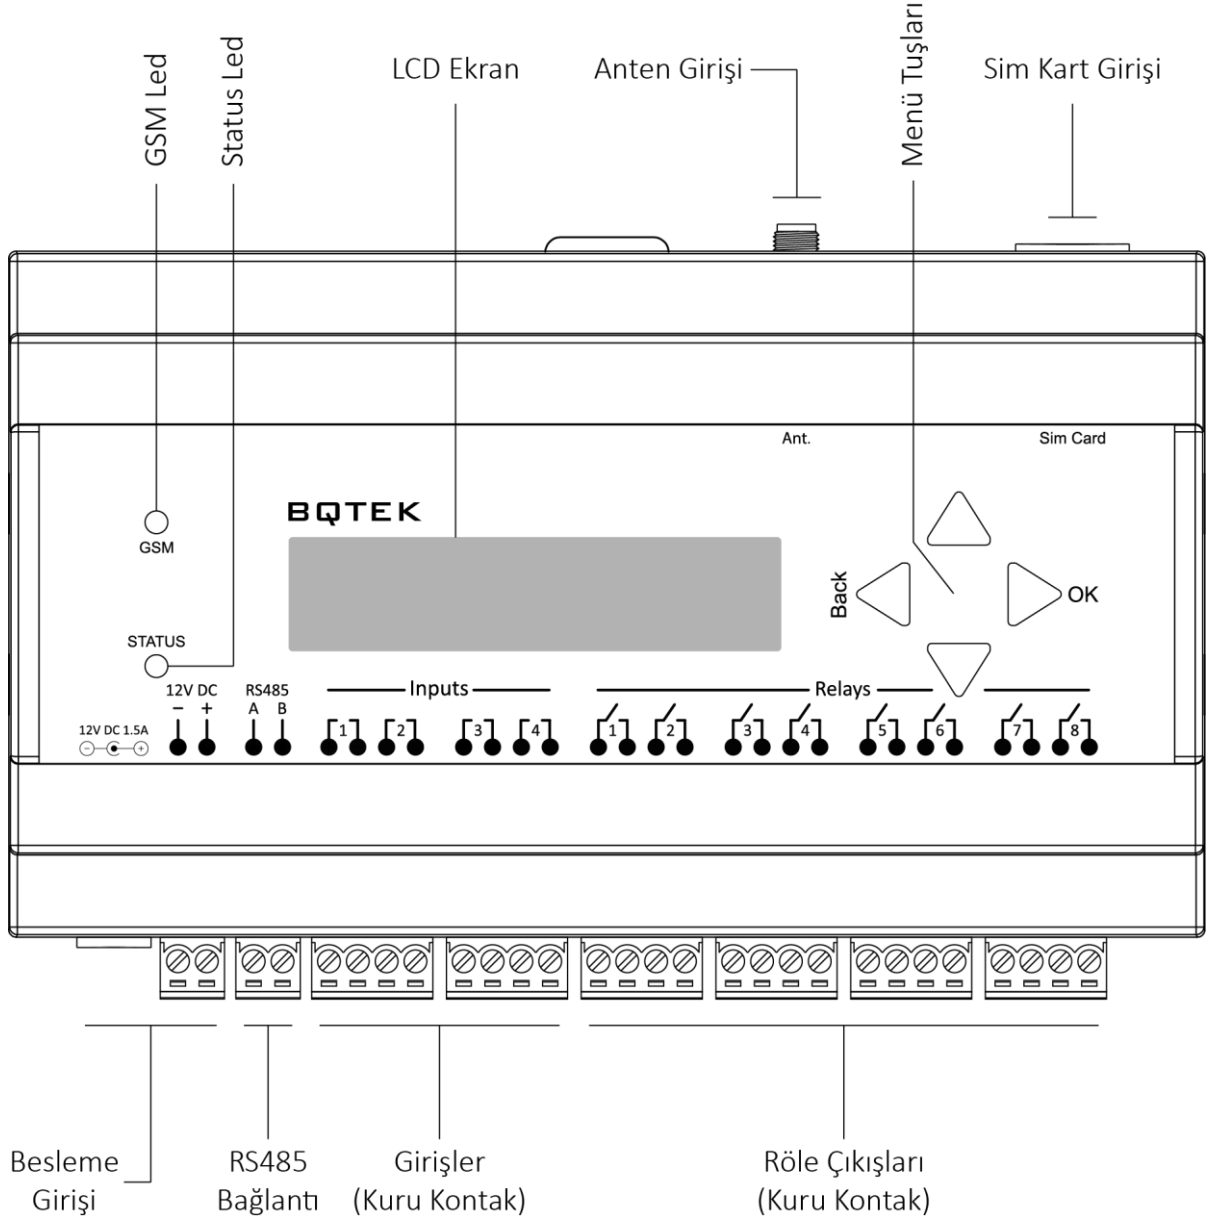 GSM Led
Status Led
LCD Ekran
Anten Girişi
Menü Tuşları
Sim Kart Girişi
Ant.
Sim Card
BQTEK
GSM
Back
OK
STATUS
12V DC
RS485
Inputs
Relays
− +
A B
12V DC 1.5A
1 2 3 4
1 2 3 4 5 6 7 8
Besleme
Girişi
RS485
Bağlantı
Girişler
(Kuru Kontak)
Röle Çıkışları
(Kuru Kontak)